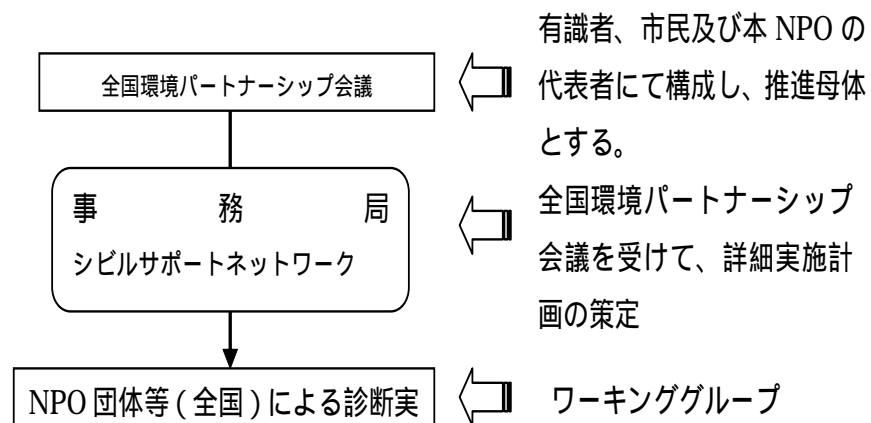 有識者、市民及び本 NPO の
全国環境パートナーシップ会議
代表者にて構成し、推進母体
とする。
事務局
シビルサポートネットワーク
全国環境パートナーシップ
会議を受けて、詳細実施計
画の策定
NPO 団体等 ( 全国 ) による診断実
ワーキンググループ